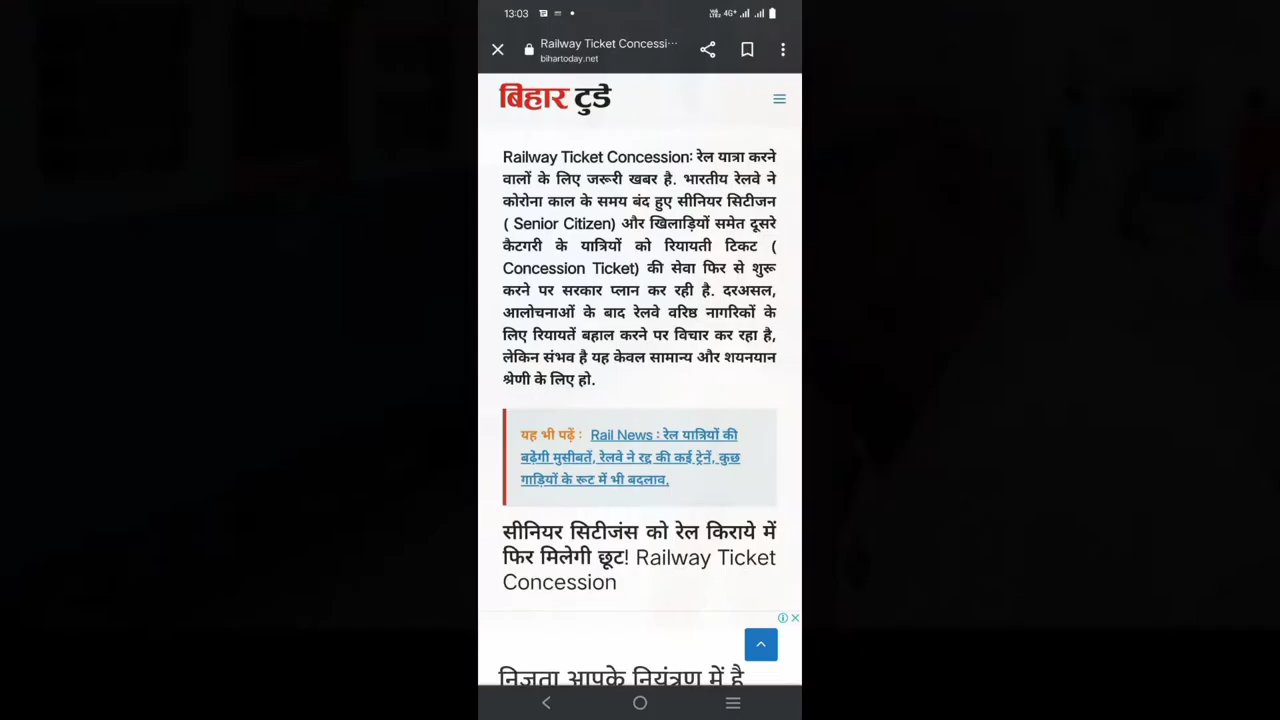 13:03
4G+
Railway Ticket Concessi···
bihartoday.net
बिहार टुडे
Railway Ticket Concession: रेल यात्रा करने
वालों के लिए जरूरी खबर है. भारतीय रेलवे ने
कोरोना काल के समय बंद हुए सीनियर सिटीजन
( Senior Citizen) और खिलाड़ियों समेत दूसरे
कैटगरी के यात्रियों को रियायती टिकट (
Concession Ticket) की सेवा फिर से शुरू
करने पर सरकार प्लान कर रही है. दरअसल,
आलोचनाओं के बाद रेलवे वरिष्ठ नागरिकों के
लिए रियायतें बहाल करने पर विचार कर रहा है,
लेकिन संभव है यह केवल सामान्य और शयनयान
श्रेणी के लिए हो.
यह भी पढ़ें : Rail News : रेल यात्रियों की
बढ़ेगी मुसीबतें, रेलवे ने रद्द की कई ट्रेनें, कुछ
गाड़ियों के रूट में भी बदलाव.
सीनियर सिटीजंस को रेल किराये में
फिर मिलेगी छूट! Railway Ticket
Concession
निजता आपके नियंत्रण में है